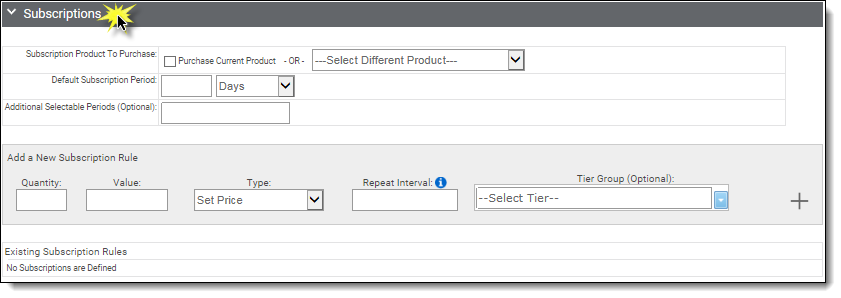 Subscriptions
Subscription Product To Purchase: Purchase Current Product - OR - ---Select Different Product---
Default Subscription Period: Days
Additional Selectable Periods (Optional):
Add a New Subscription Rule
Quantity: Value: Type: Repeat Interval: i Tier Group (Optional):
Set Price --Select Tier--
Existing Subscription Rules
No Subscriptions are Defined